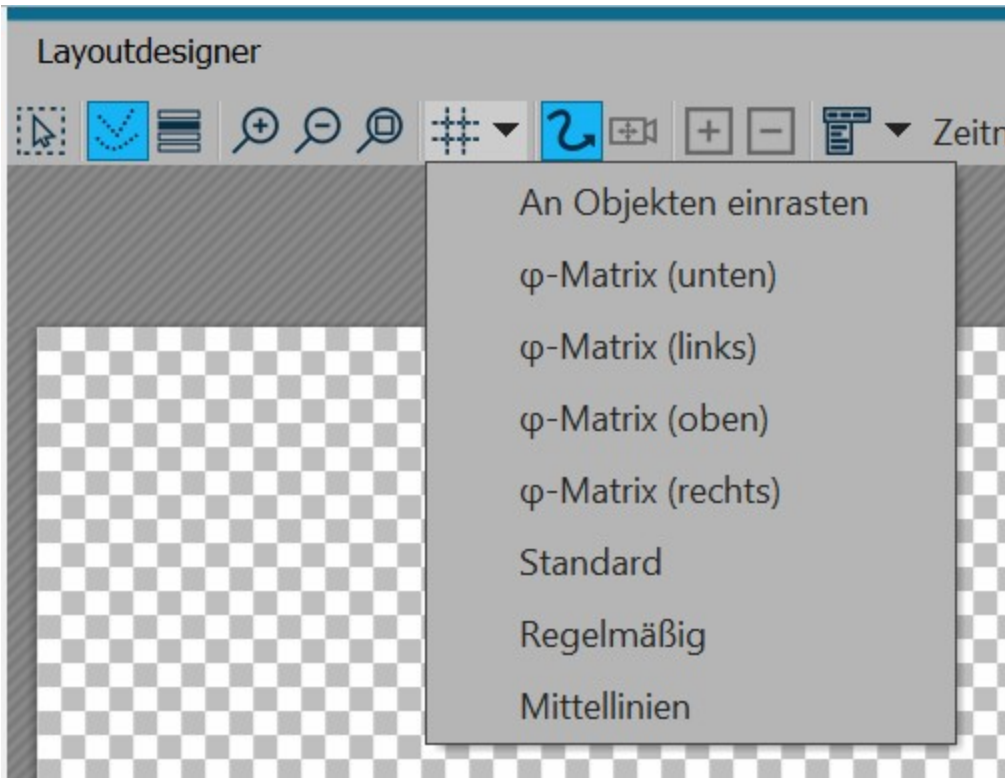 Layoutdesigner
An Objekten einrasten
φ-Matrix (unten)
φ-Matrix (links)
φ-Matrix (oben)
φ-Matrix (rechts)
Standard
Regelmäßig
Mittellinien